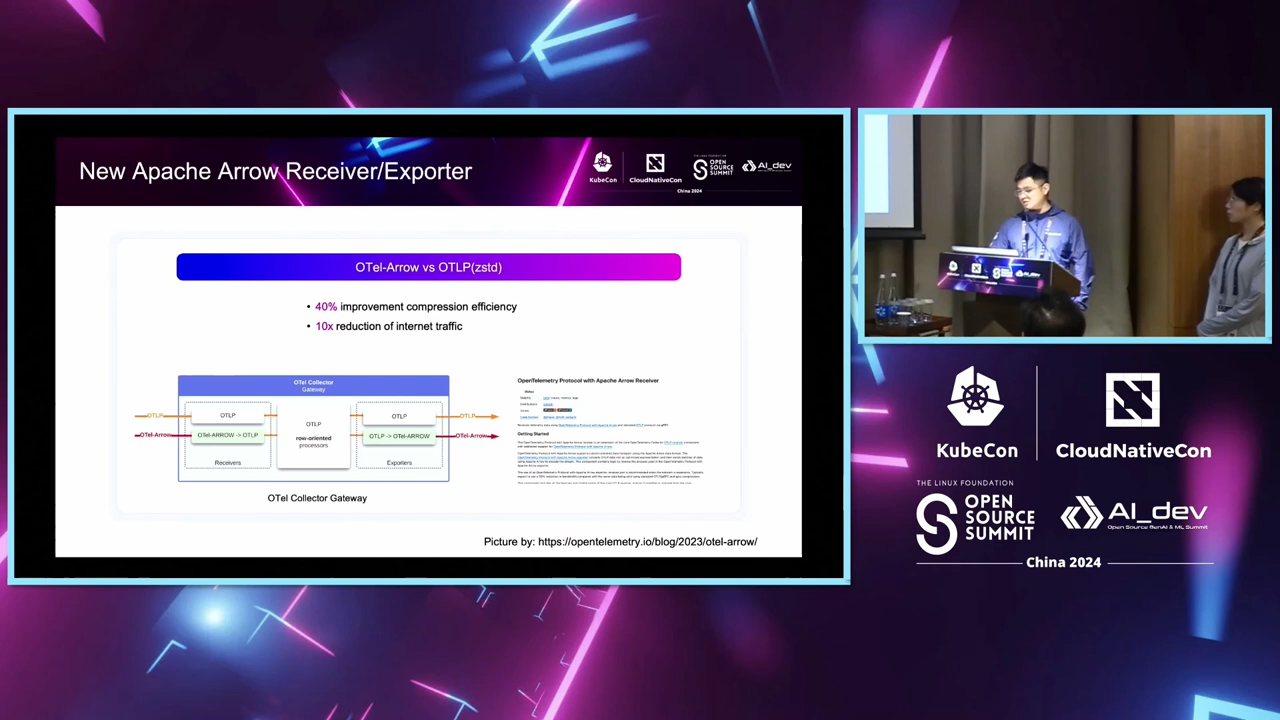 New Apache Arrow Receiver/Exporter
KubeCon
CloudNativeCon
THE LINUX FOUNDATION
OPEN
SOURCE
SUMMIT
AI_dev
China 2024
OTel-Arrow vs OTLP(zstd)
• 40% improvement compression efficiency
• 10x reduction of internet traffic
OTel Collector
Gateway
OTLP
OTel-Arrow
OTLP
OTel-ARROW -> OTLP
Receivers
OTLP
row-oriented
processors
OTLP
OTLP -> OTel-ARROW
Exporters
OTLP
OTel-Arrow
OTel Collector Gateway
OpenTelemetry Protocol with Apache Arrow Receiver
Status
Getting Started
Picture by: https://opentelemetry.io/blog/2023/otel-arrow/
KubeCon
CloudNativeCon
THE LINUX FOUNDATION
OPEN
SOURCE
SUMMIT
AI_dev
Open Source GenAI & ML Summit
China 2024